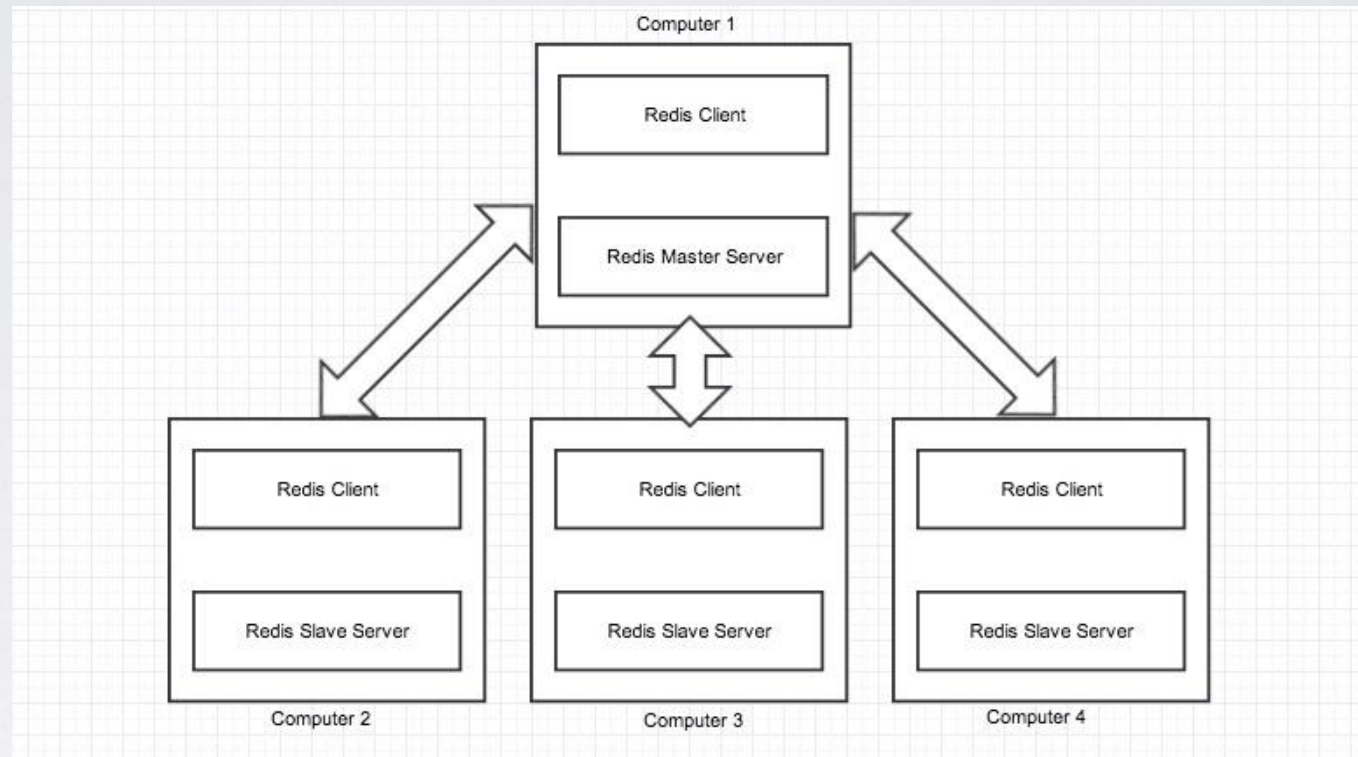 Computer 1
Redis Client
Redis Master Server
Redis Client
Redis Client
Redis Client
Redis Slave Server
Redis Slave Server
Redis Slave Server
Computer 2
Computer 3
Computer 4